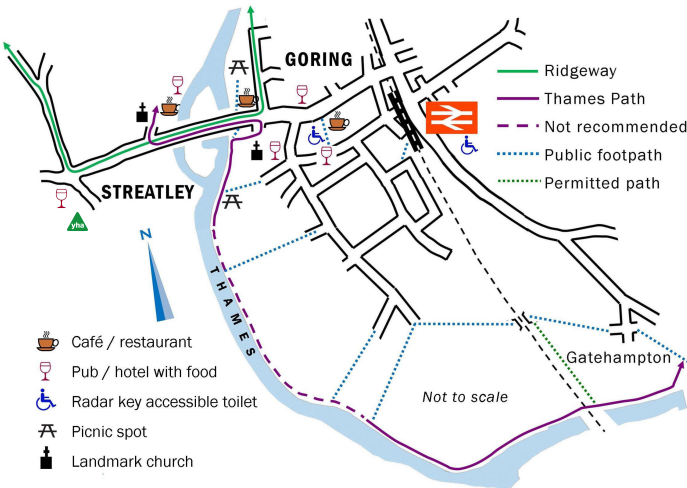 GORING
Ridgeway
Thames Path
Not recommended
Public footpath
Permitted path
STREATLEY
yha
N
THAMES
Café / restaurant
Pub / hotel with food
Radar key accessible toilet
Picnic spot
Landmark church
Gatehampton
Not to scale